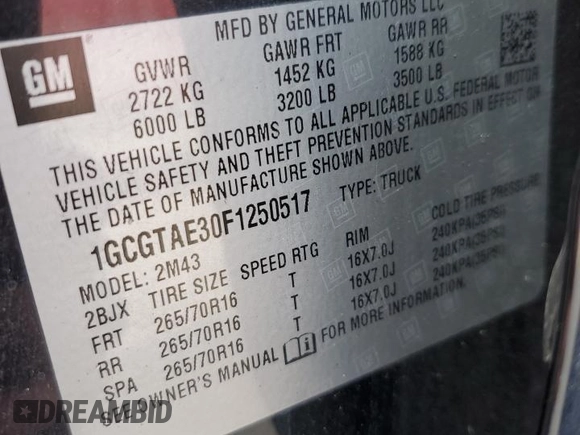 MFD BY GENERAL MOTORS LLC
GM
GVWR GAWR FRT GAWR RR
2722 KG 1452 KG 1588 KG
6000 LB 3200 LB 3500 LB
THIS VEHICLE CONFORMS TO ALL APPLICABLE U.S. FEDERAL MOTOR
VEHICLE SAFETY AND THEFT PREVENTION STANDARDS IN EFFECT ON
THE DATE OF MANUFACTURE SHOWN ABOVE.
1GCGTAE30F1250517 TYPE: TRUCK
MODEL: 2M43
2BJX TIRE SIZE SPEED RTG RIM COLD TIRE PRESSURE
FRT 265/70R16 T 16X7.0J 240KPA(35PSI)
RR 265/70R16 T 16X7.0J 240KPA(35PSI)
SPA 265/70R16 T 16X7.0J 240KPA(35PSI)
SEE OWNER'S MANUAL FOR MORE INFORMATION
DREAMBID